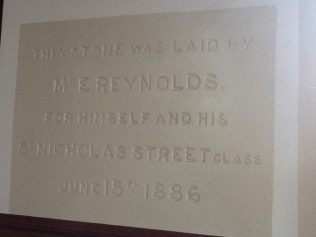 THIS STONE WAS LAID BY
MR E REYNOLDS.
FOR HIMSELF AND HIS
ST NICHOLAS STREET CLASS
JUNE 15TH 1886